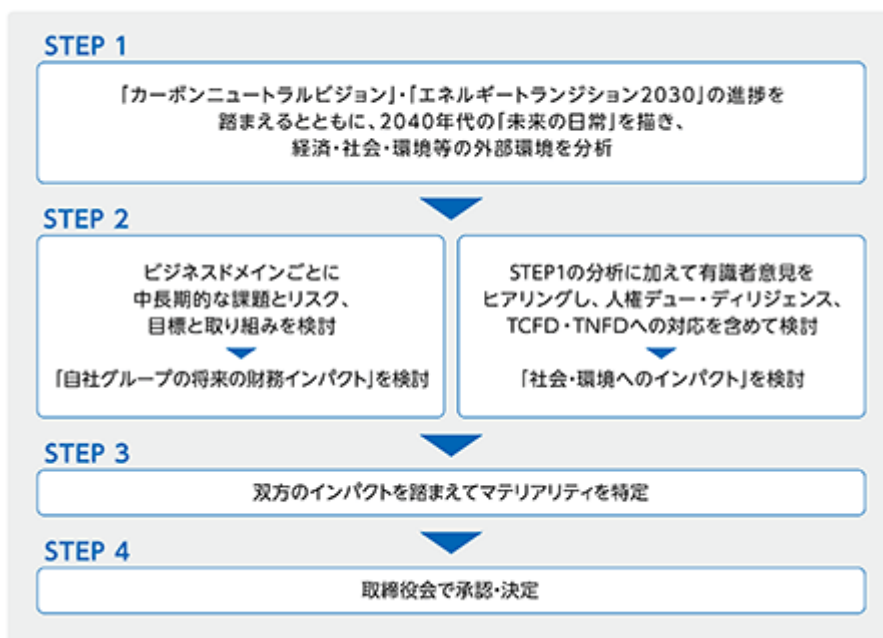 STEP 1
「カーボンニュートラルビジョン」・「エネルギートランジション2030」の進捗を
踏まえるとともに、2040年代の「未来の日常」を描き、
経済・社会・環境等の外部環境を分析
STEP 2
ビジネスドメインごとに
中長期的な課題とリスク、
目標と取り組みを検討
「自社グループの将来の財務インパクト」を検討
STEP1の分析に加えて有識者意見を
ヒアリングし、人権デュー・ディリジェンス、
TCFD・TNFDへの対応を含めて検討
「社会・環境へのインパクト」を検討
STEP 3
双方のインパクトを踏まえてマテリアリティを特定
STEP 4
取締役会で承認・決定